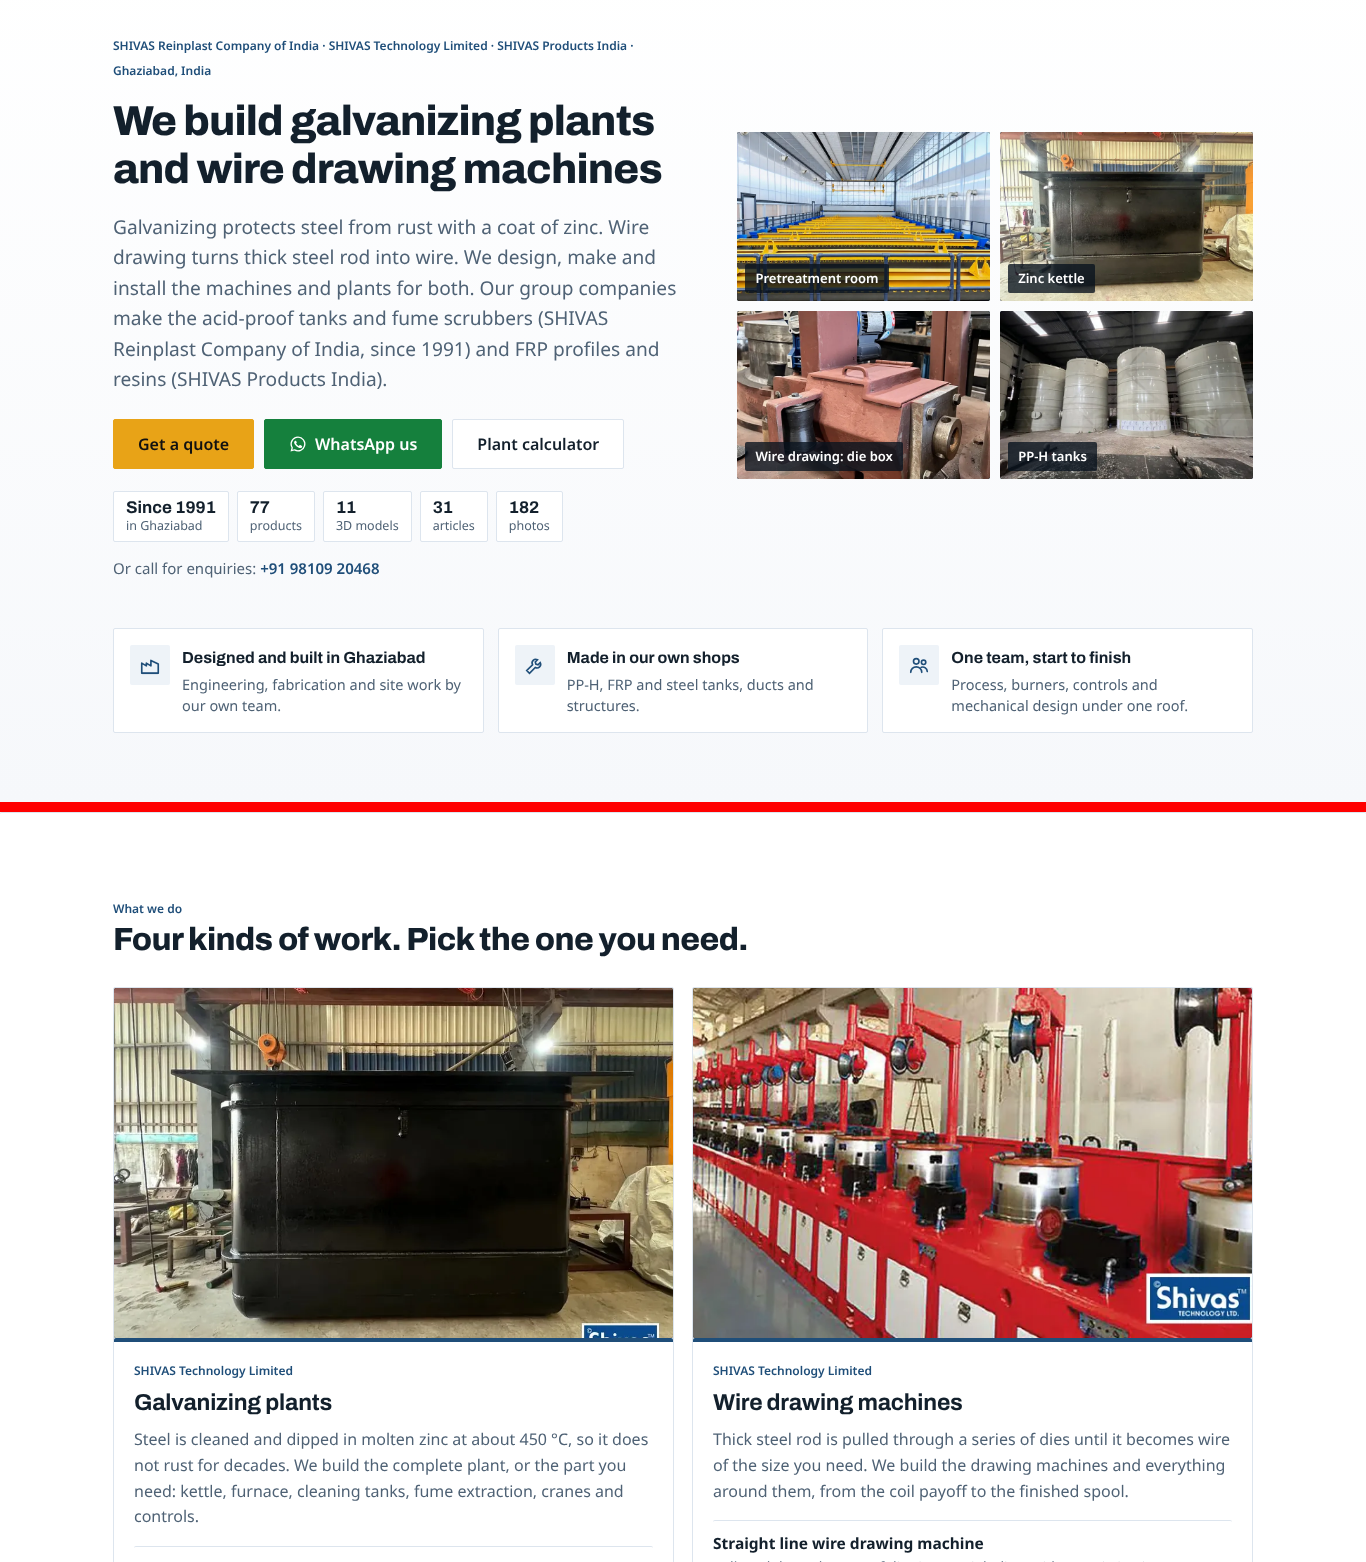 SHIVAS Reinplast Company of India · SHIVAS Technology Limited · SHIVAS Products India ·
Ghaziabad, India
We build galvanizing plants
and wire drawing machines
Galvanizing protects steel from rust with a coat of zinc. Wire
drawing turns thick steel rod into wire. We design, make and
install the machines and plants for both. Our group companies
make the acid-proof tanks and fume scrubbers (SHIVAS
Reinplast Company of India, since 1991) and FRP profiles and
resins (SHIVAS Products India).
Get a quote
WhatsApp us
Plant calculator
Since 1991
in Ghaziabad
77
products
11
3D models
31
articles
182
photos
Or call for enquiries: +91 98109 20468
Pretreatment room
Zinc kettle
Wire drawing: die box
PP-H tanks
Designed and built in Ghaziabad
Engineering, fabrication and site work by
our own team.
Made in our own shops
PP-H, FRP and steel tanks, ducts and
structures.
One team, start to finish
Process, burners, controls and
mechanical design under one roof.
What we do
Four kinds of work. Pick the one you need.
Shivas
SHIVAS Technology Limited
Galvanizing plants
Steel is cleaned and dipped in molten zinc at about 450 °C, so it does
not rust for decades. We build the complete plant, or the part you
need: kettle, furnace, cleaning tanks, fume extraction, cranes and
controls.
©Shivas™
TECHNOLOGY LTD.
SHIVAS Technology Limited
Wire drawing machines
Thick steel rod is pulled through a series of dies until it becomes wire
of the size you need. We build the drawing machines and everything
around them, from the coil payoff to the finished spool.
Straight line wire drawing machine